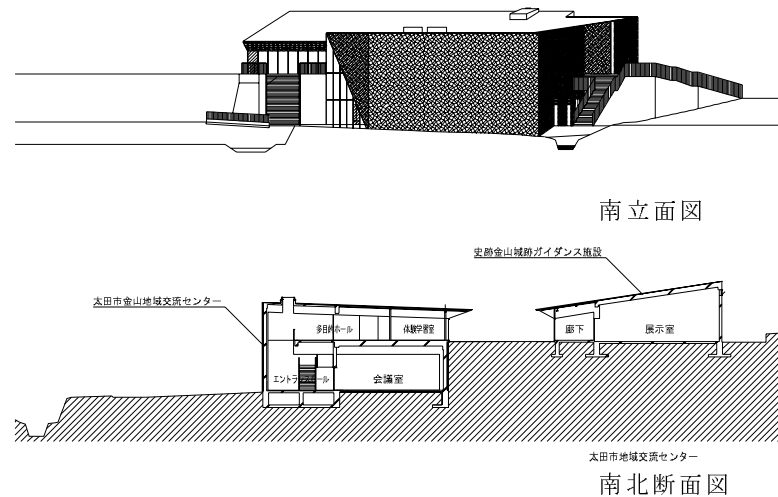 南立面図
史跡金山城跡ガイダンス施設
太田市金山地域交流センター
多目的ホール
体験学習室
廊下
展示室
エントランスホール
会議室
太田市地域交流センター
南北断面図